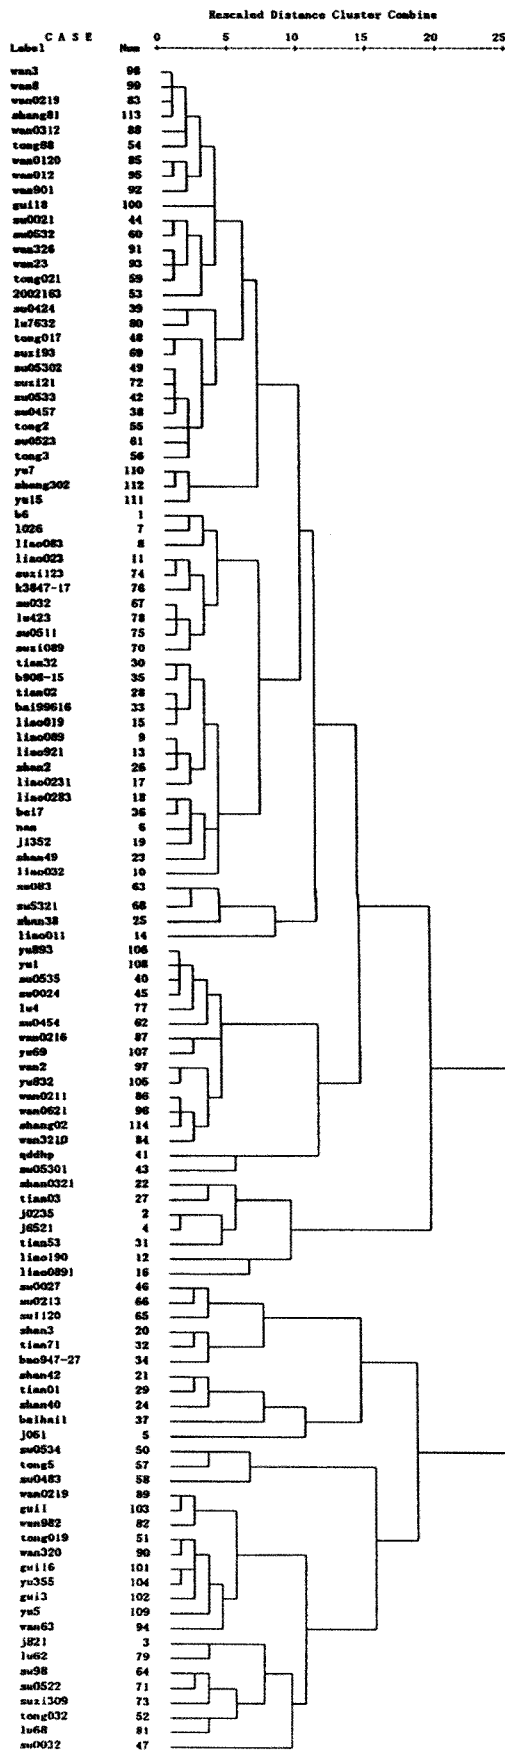 Rescaled Distance Cluster Combine
C A S E 0 5 10 15 20 25
Label Num
wan3 98
wan8 99
wan0219 83
shang81 113
wan0312 88
tong88 54
wan0120 85
wan012 95
wan901 92
gui18 100
su0021 44
su0532 60
wan326 91
wan23 93
tong021 59
2002163 53
su0424 39
lu7632 80
tong017 48
suxi93 69
su05302 49
suxi21 72
su0533 42
su0457 38
tong2 55
su0523 61
tong3 56
yu7 110
shang302 112
yu15 111
b6 1
1026 7
liao083 8
liao023 11
suxi123 74
k3847-17 76
su032 67
lu423 78
su0511 75
suxi089 70
tian32 30
b908-15 35
tian02 28
bai99616 33
liao019 15
liao089 9
liao921 13
shan2 26
liao0231 17
liao0283 18
bei7 36
nan 6
ji352 19
shan49 23
liao032 10
su083 63
su5321 68
shan38 25
liao011 14
yu893 106
yu1 108
su0535 40
su0024 45
lu4 77
su0454 62
wan0216 87
yu69 107
wan2 97
yu832 105
wan0211 86
wan0621 96
shang02 114
wan3210 84
qddhp 41
su05301 43
shan0321 22
tian03 27
j0235 2
j6521 4
tian53 31
liao190 12
liao0891 16
su0027 46
su0213 66
su1120 65
shan3 20
tian71 32
bao947-27 34
shan42 21
tian01 29
shan40 24
beihai1 37
j051 5
su0534 50
tong5 57
su0483 58
wan0219 89
gui1 103
wan982 82
tong019 51
wan320 90
gui16 101
yu355 104
gui3 102
yu5 109
wan63 94
j821 3
lu62 79
su98 64
su0522 71
suxi309 73
tong032 52
lu68 81
su0032 47